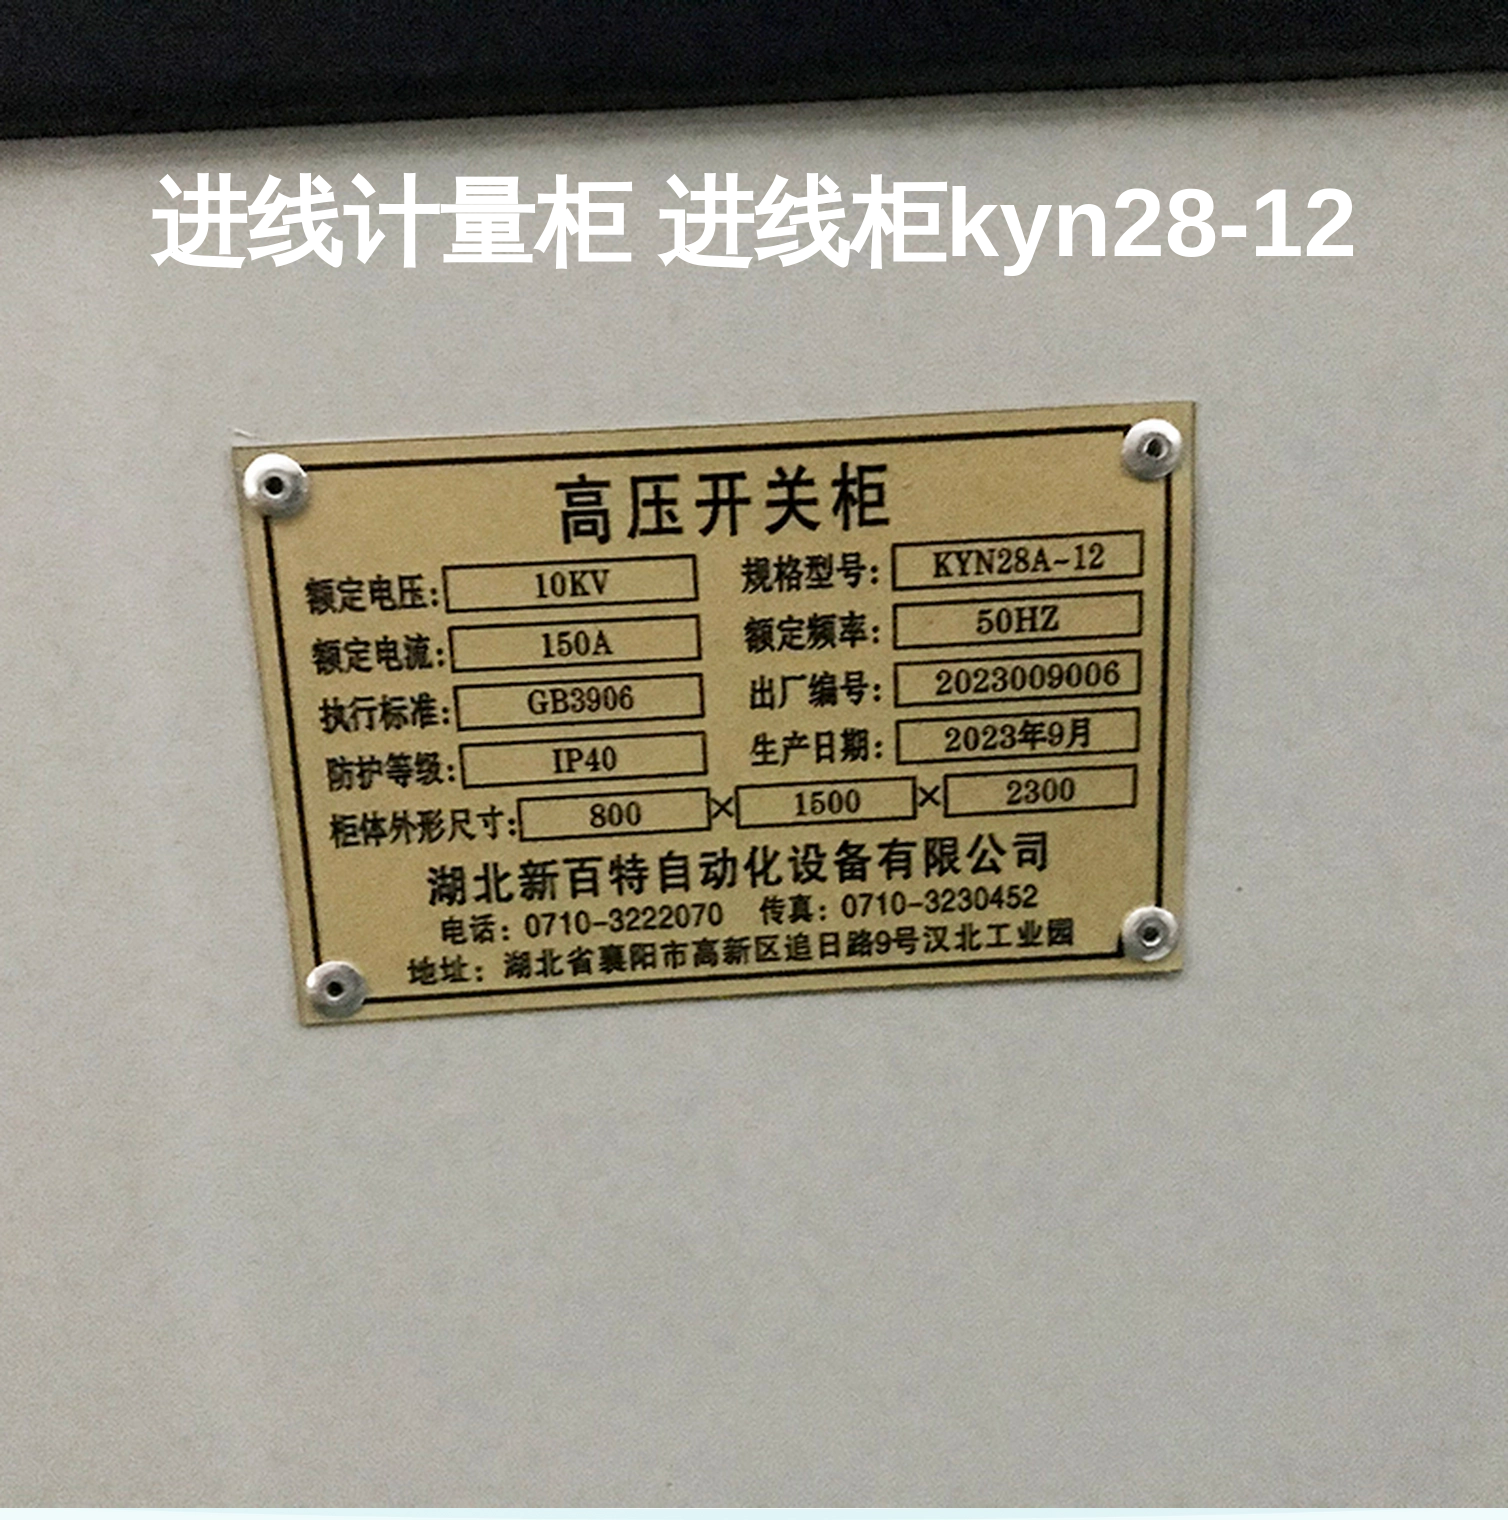 进线计量柜 进线柜kyn28-12
高压开关柜
额定电压: 10KV 规格型号: KYN28A-12
额定电流: 150A 额定频率: 50HZ
执行标准: GB3906 出厂编号: 2023009006
防护等级: IP40 生产日期: 2023年9月
柜体外形尺寸: 800×1500×2300
湖北新百特自动化设备有限公司
电话: 0710-3222070 传真: 0710-3230452
地址: 湖北省襄阳市高新区追日路9号汉北工业园